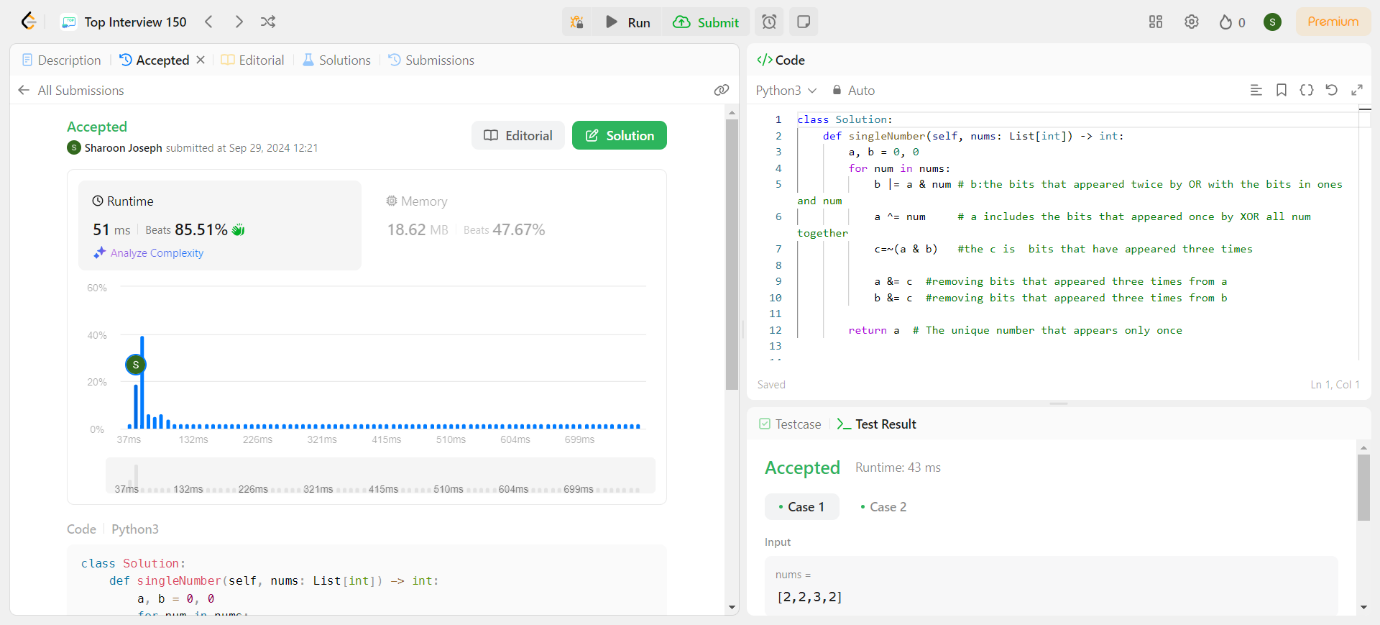 Top Interview 150
Run
Submit
0
S
Premium
Description
Accepted
Editorial
Solutions
Submissions
All Submissions
Accepted
S Sharoon Joseph submitted at Sep 29, 2024 12:21
Editorial
Solution
Runtime
51 ms | Beats 85.51%
Analyze Complexity
Memory
18.62 MB | Beats 47.67%
60%
40%
20%
0%
S
37ms 132ms 226ms 321ms 415ms 510ms 604ms 699ms
37ms 132ms 226ms 321ms 415ms 510ms 604ms 699ms
Code | Python3
class Solution:
def singleNumber(self, nums: List[int]) -> int:
a, b = 0, 0
for num in nums:
</> Code
Python3
Auto
1 class Solution:
2 def singleNumber(self, nums: List[int]) -> int:
3 a, b = 0, 0
4 for num in nums:
5 b |= a & num # b:the bits that appeared twice by OR with the bits in ones
and num
6 a ^= num # a includes the bits that appeared once by XOR all num
together
7 c=~(a & b) #the c is bits that have appeared three times
8
9 a &= c #removing bits that appeared three times from a
10 b &= c #removing bits that appeared three times from b
11
12 return a # The unique number that appears only once
13
Saved
Ln 1, Col 1
Testcase
Test Result
Accepted Runtime: 43 ms
• Case 1
• Case 2
Input
nums =
[2,2,3,2]